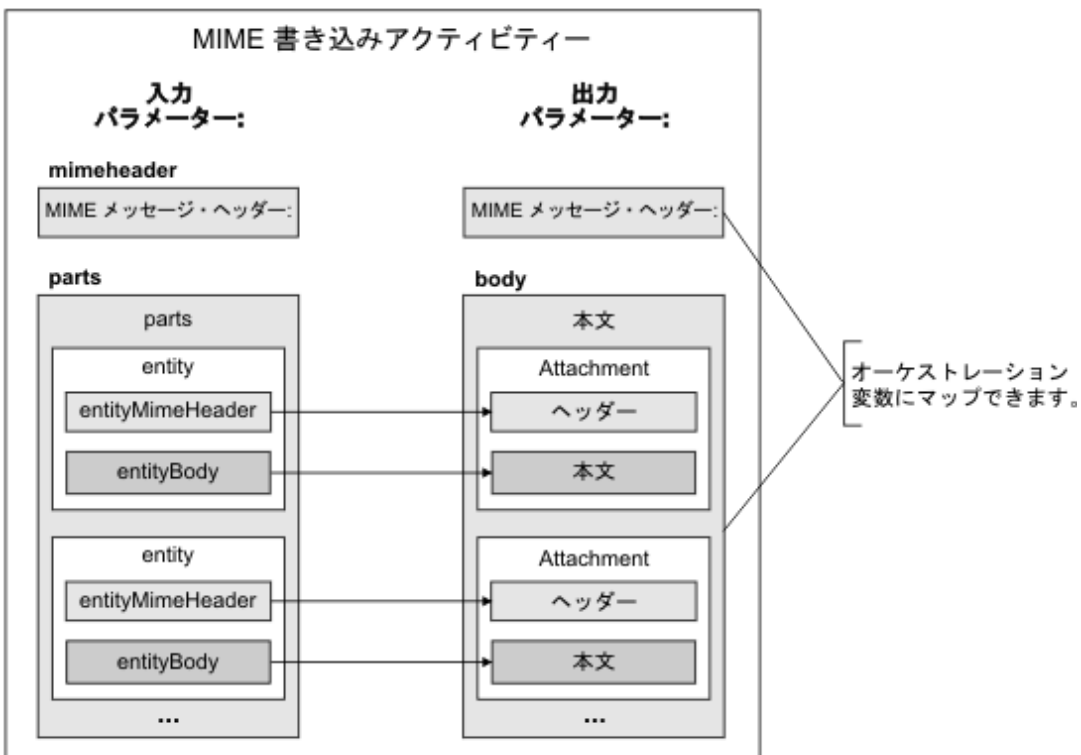 MIME 書き込みアクティビティー
入力
パラメーター:
出力
パラメーター:
mimeheader
MIME メッセージ・ヘッダー:
MIME メッセージ・ヘッダー:
parts
body
parts
本文
entity
Attachment
entityMimeHeader
ヘッダー
entityBody
本文
オーケストレーション
変数にマップできます。
entity
Attachment
entityMimeHeader
ヘッダー
entityBody
本文
...
...